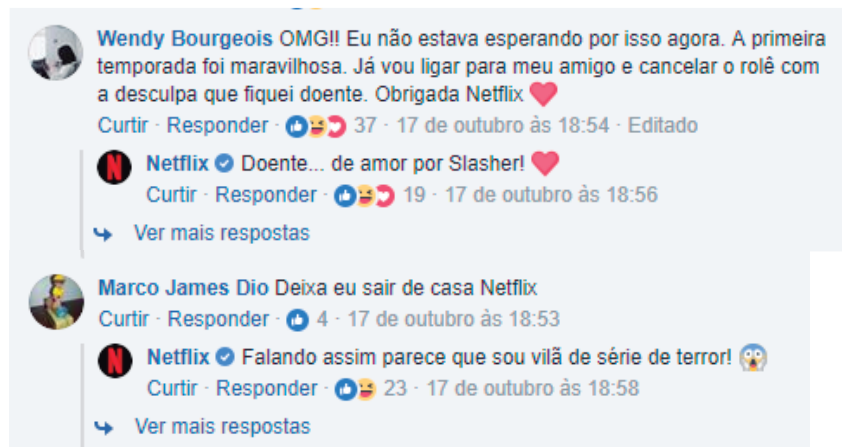 Wendy Bourgeois OMG!! Eu não estava esperando por isso agora. A primeira
temporada foi maravilhosa. Já vou ligar para meu amigo e cancelar o rolê com
a desculpa que fiquei doente. Obrigada Netflix ❤
Curtir · Responder · 37 · 17 de outubro às 18:54 · Editado
N Netflix Doente... de amor por Slasher! ❤
Curtir · Responder · 19 · 17 de outubro às 18:56
Ver mais respostas
Marco James Dio Deixa eu sair de casa Netflix
Curtir · Responder · 4 · 17 de outubro às 18:53
N Netflix Falando assim parece que sou vilã de série de terror! 😱
Curtir · Responder · 23 · 17 de outubro às 18:58
Ver mais respostas